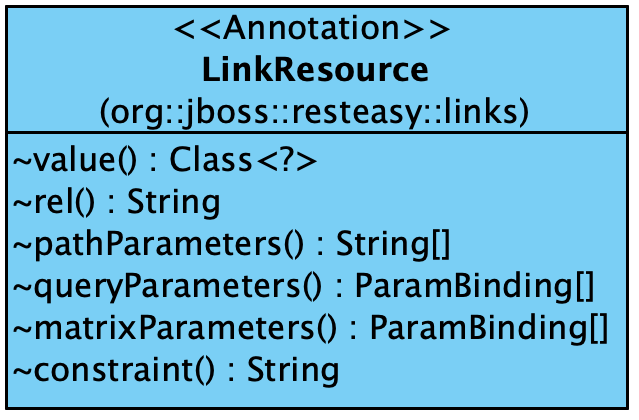 <<Annotation>>
LinkResource
(org::jboss::resteasy::links)
~value() : Class<?>
~rel() : String
~pathParameters() : String[]
~queryParameters() : ParamBinding[]
~matrixParameters() : ParamBinding[]
~constraint() : String